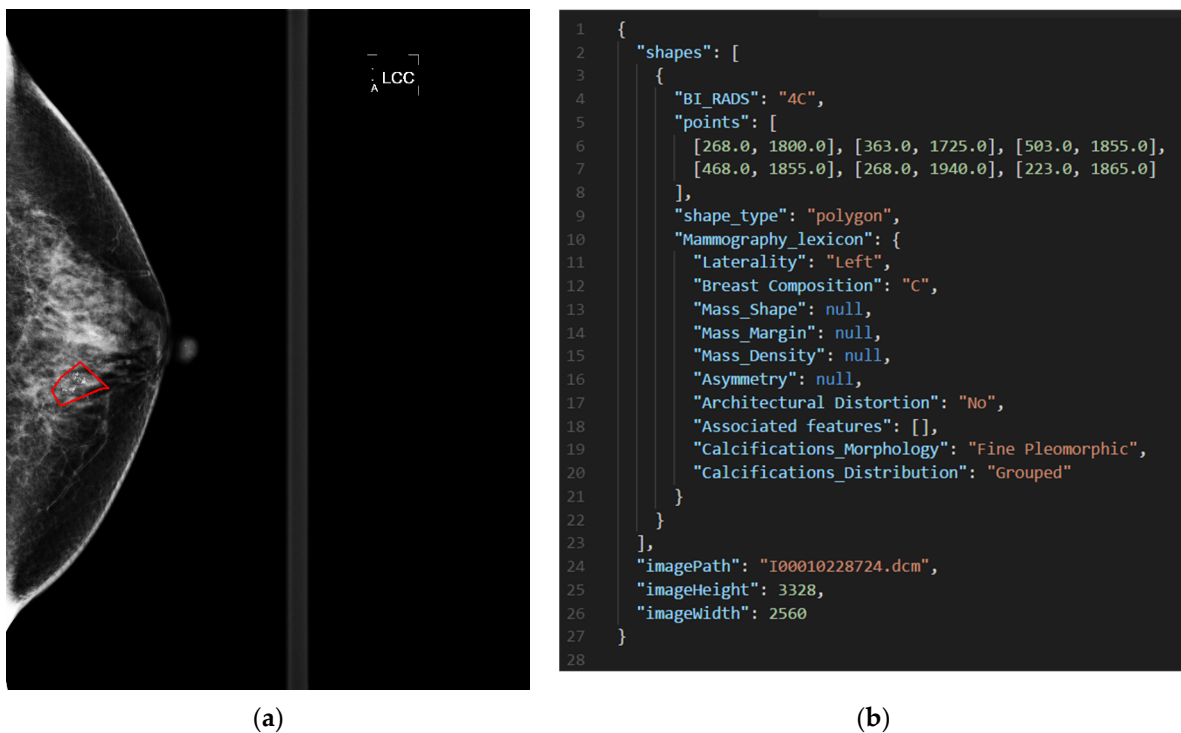 LCC
A
1 {
2 "shapes": [
3 {
4 "BI_RADS": "4C",
5 "points": [
6 [268.0, 1800.0], [363.0, 1725.0], [503.0, 1855.0],
7 [468.0, 1855.0], [268.0, 1940.0], [223.0, 1865.0]
8 ],
9 "shape_type": "polygon",
10 "Mammography_lexicon": {
11 "Laterality": "Left",
12 "Breast Composition": "C",
13 "Mass_Shape": null,
14 "Mass_Margin": null,
15 "Mass_Density": null,
16 "Asymmetry": null,
17 "Architectural Distortion": "No",
18 "Associated features": [],
19 "Calcifications_Morphology": "Fine Pleomorphic",
20 "Calcifications_Distribution": "Grouped"
21 }
22 }
23 ],
24 "imagePath": "I00010228724.dcm",
25 "imageHeight": 3328,
26 "imageWidth": 2560
27 }
28
(a)
(b)